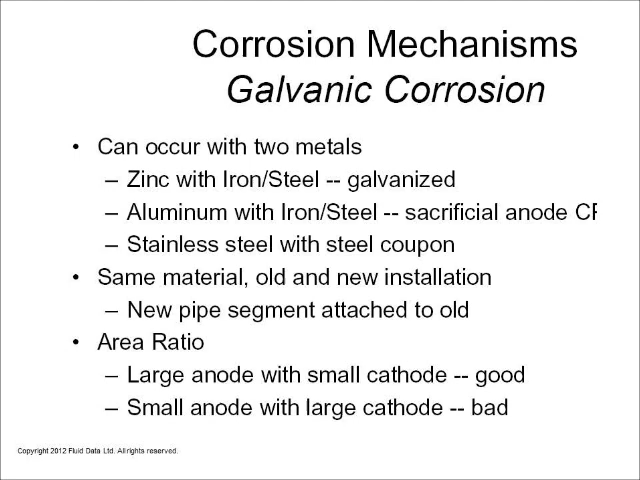 Corrosion Mechanisms
Galvanic Corrosion
• Can occur with two metals
– Zinc with Iron/Steel -- galvanized
– Aluminum with Iron/Steel -- sacrificial anode
– Stainless steel with steel coupon
• Same material, old and new installation
– New pipe segment attached to old
• Area Ratio
– Large anode with small cathode -- good
– Small anode with large cathode -- bad
Copyright 2012 Fluid Data Ltd. All rights reserved.